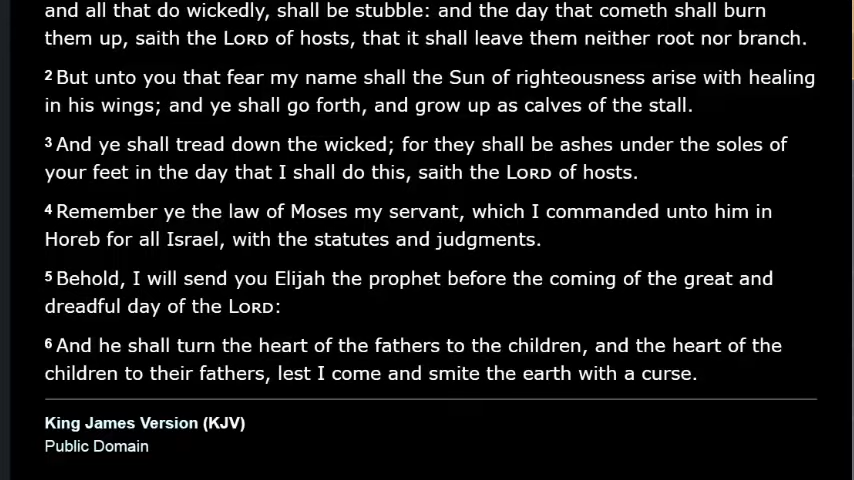 and all that do wickedly, shall be stubble: and the day that cometh shall burn
them up, saith the LORD of hosts, that it shall leave them neither root nor branch.
2 But unto you that fear my name shall the Sun of righteousness arise with healing
in his wings; and ye shall go forth, and grow up as calves of the stall.
3 And ye shall tread down the wicked; for they shall be ashes under the soles of
your feet in the day that I shall do this, saith the LORD of hosts.
4 Remember ye the law of Moses my servant, which I commanded unto him in
Horeb for all Israel, with the statutes and judgments.
5 Behold, I will send you Elijah the prophet before the coming of the great and
dreadful day of the LORD:
6 And he shall turn the heart of the fathers to the children, and the heart of the
children to their fathers, lest I come and smite the earth with a curse.
King James Version (KJV)
Public Domain